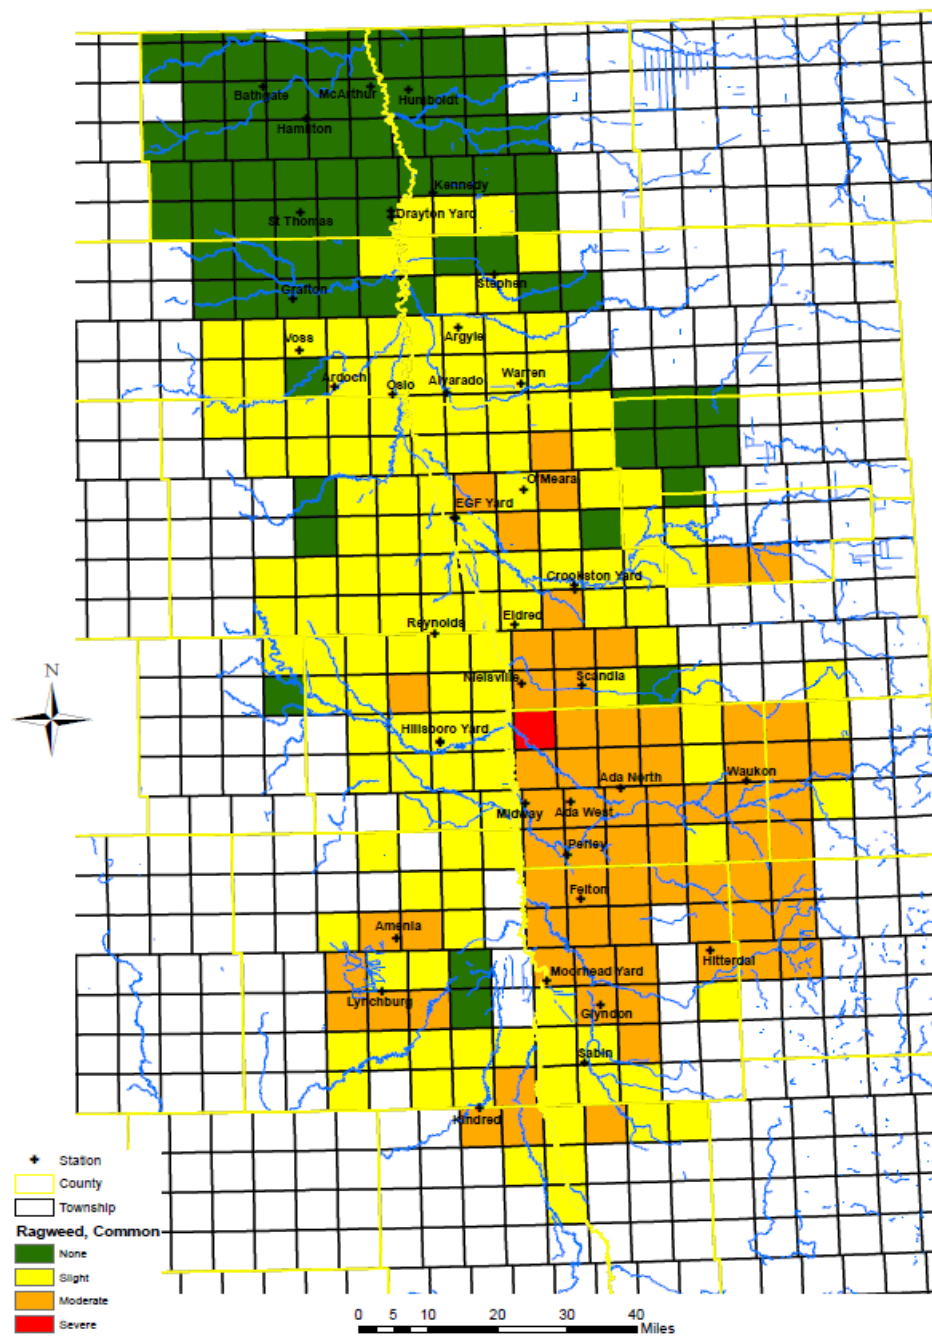 Bathgate
McArthur
Humboldt
Hamilton
Kennedy
St Thomas
Drayton Yard
Grafton
Stephen
Voss
Argyle
Ardoch
Oslo
Alvarado
Warren
O'Meara
EGF Yard
Crookston Yard
Reynolds
Eldred
N
Nielsville
Scandia
Hillsboro Yard
Ada North
Waukon
Midway
Ada West
Perley
Felton
Amenia
Hitterdal
Moorhead Yard
Lynchburg
Glyndon
Sabin
Kindred
Station
County
Township
Ragweed, Common
None
Slight
Moderate
Severe
0 5 10 20 30 40
Miles